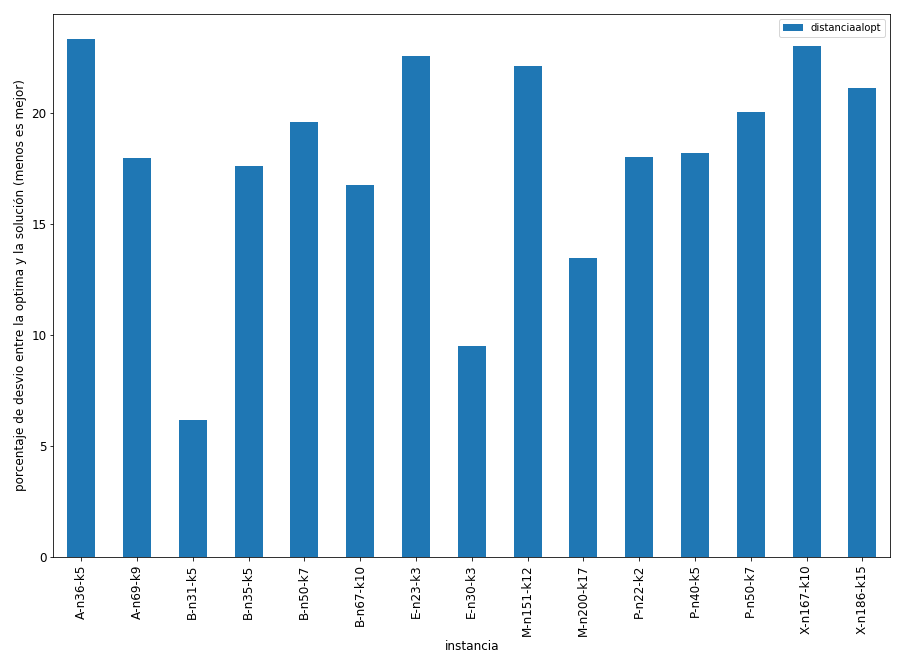 distanciaalopt
porcentaje de desvio entre la optima y la solución (menos es mejor)
20
15
10
5
0
A-n36-k5
A-n69-k9
B-n31-k5
B-n35-k5
B-n50-k7
B-n67-k10
E-n23-k3
E-n30-k3
M-n151-k12
M-n200-k17
P-n22-k2
P-n40-k5
P-n50-k7
X-n167-k10
X-n186-k15
instancia